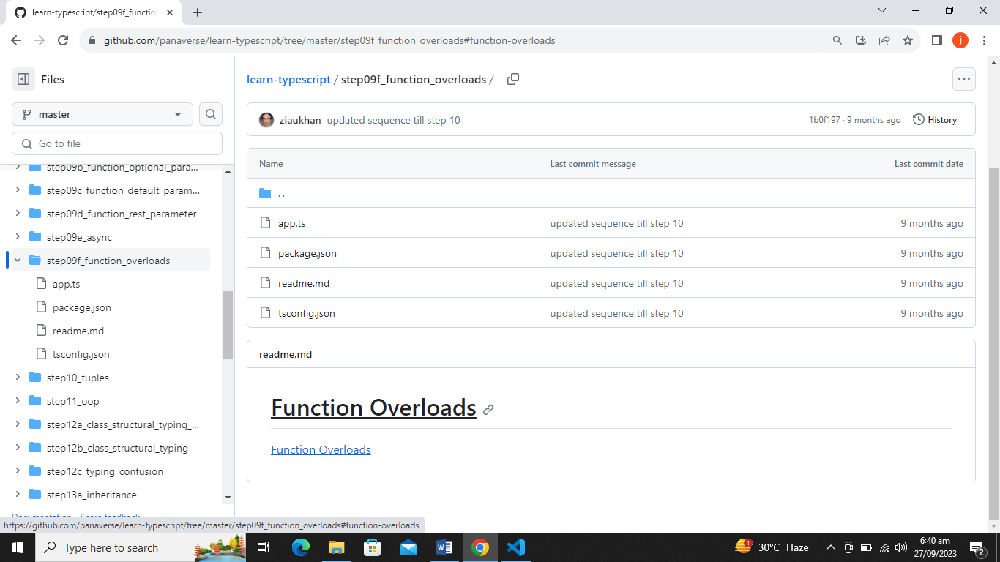 learn-typescript/step09f_functio
github.com/panaverse/learn-typescript/tree/master/step09f_function_overloads#function-overloads
j
Files
master
Go to file
step09b_function_optional_para...
step09c_function_default_param...
step09d_function_rest_parameter
step09e_async
step09f_function_overloads
app.ts
package.json
readme.md
tsconfig.json
step10_tuples
step11_oop
step12a_class_structural_typing_...
step12b_class_structural_typing
step12c_typing_confusion
step13a_inheritance
Documentation • Share feedback
learn-typescript / step09f_function_overloads /
ziaukhan updated sequence till step 10 1b0f197 · 9 months ago History
Name Last commit message Last commit date
..
app.ts updated sequence till step 10 9 months ago
package.json updated sequence till step 10 9 months ago
readme.md updated sequence till step 10 9 months ago
tsconfig.json updated sequence till step 10 9 months ago
readme.md
Function Overloads
Function Overloads
https://github.com/panaverse/learn-typescript/tree/master/step09f_function_overloads#function-overloads
Type here to search
1
30°C Haze
6:40 am
27/09/2023
2